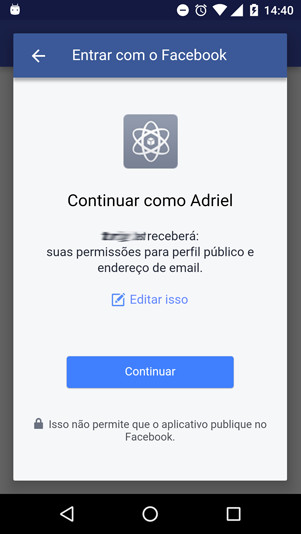 14:40
Entrar com o Facebook
Continuar como Adriel
receberá:
suas permissões para perfil público e
endereço de email.
Editar isso
Continuar
Isso não permite que o aplicativo publique no
Facebook.